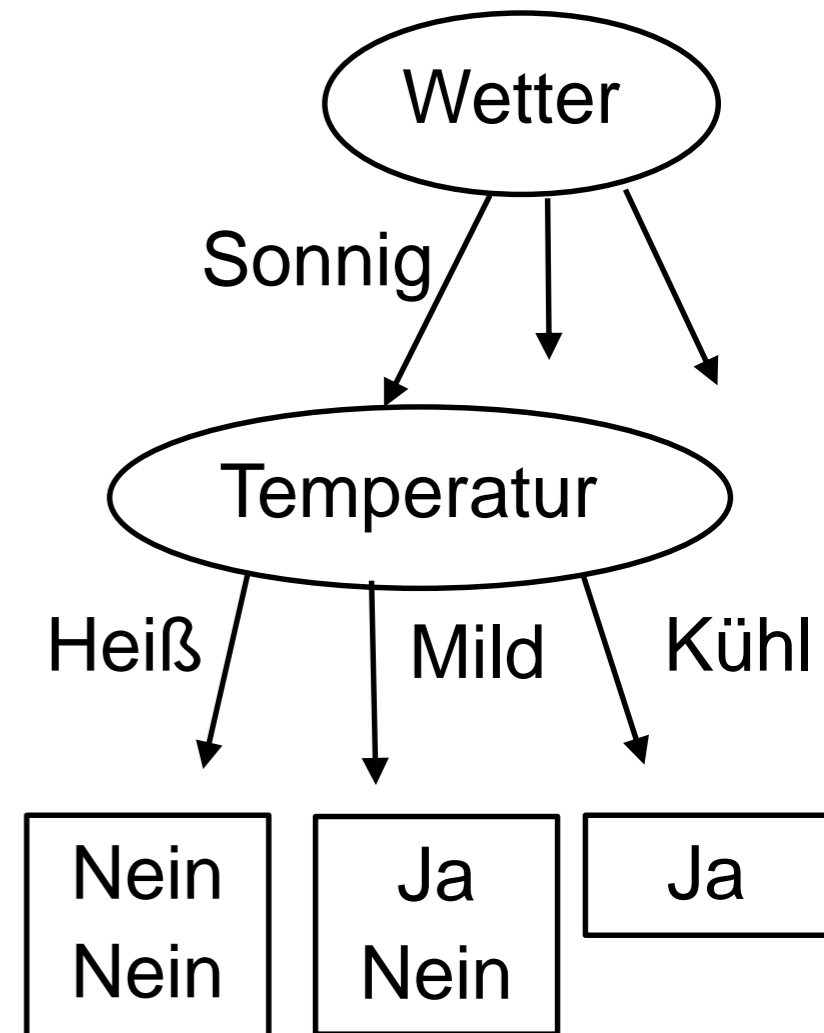 Wetter
Sonnig
Temperatur
Heiß
Mild
Kühl
Nein
Nein
Ja
Nein
Ja